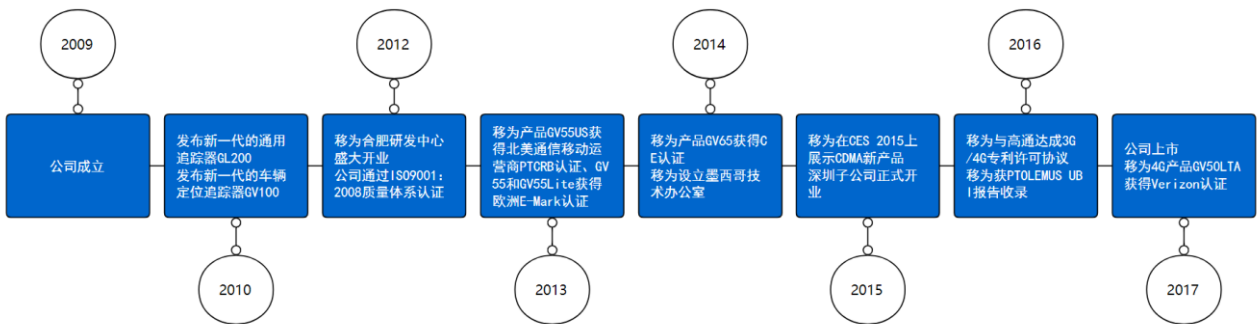 2009
2012
2014
2016
公司成立
发布新一代的通用
追踪器GL200
发布新一代的车辆
定位追踪器GV100
移为合肥研发中心
盛大开业
公司通过ISO9001:
2008质量体系认证
移为产品GV55US获
得北美通信移动运
营商PTCRB认证、GV
55和GV55Lite获得
欧洲E-Mark认证
移为产品GV65获得C
E认证
移为设立墨西哥技
术办公室
移为在CES 2015上
展示CDMA新产品
深圳子公司正式开
业
移为与高通达成3G
/4G专利许可协议
移为获PTOLEMUS UB
I报告收录
公司上市
移为4G产品GV50LTA
获得Verizon认证
2010
2013
2015
2017